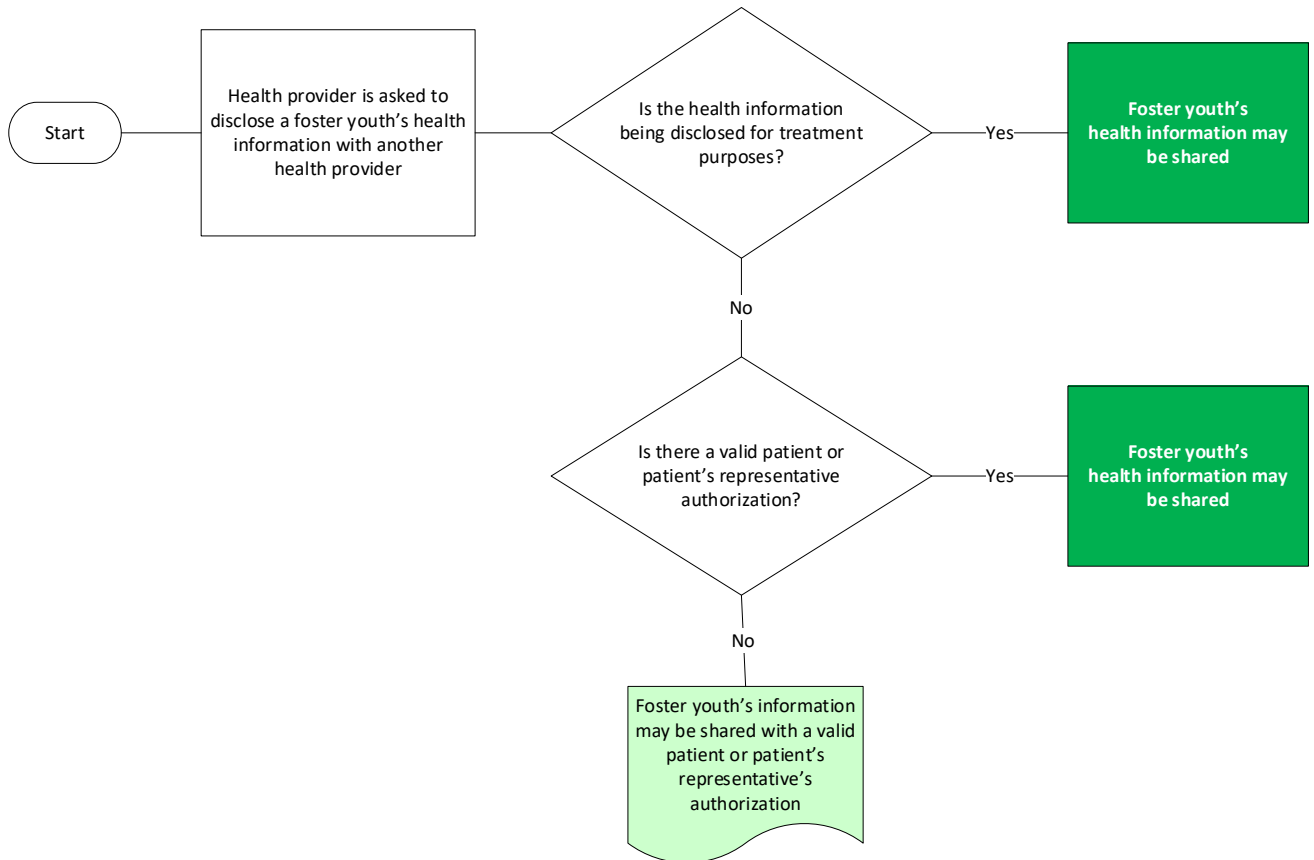 Start
Health provider is asked to
disclose a foster youth’s health
information with another
health provider
Is the health information
being disclosed for treatment
purposes?
Yes
Foster youth’s
health information may
be shared
No
Is there a valid patient or
patient’s representative
authorization?
Yes
Foster youth’s
health information may
be shared
No
Foster youth’s information
may be shared with a valid
patient or patient’s
representative’s
authorization